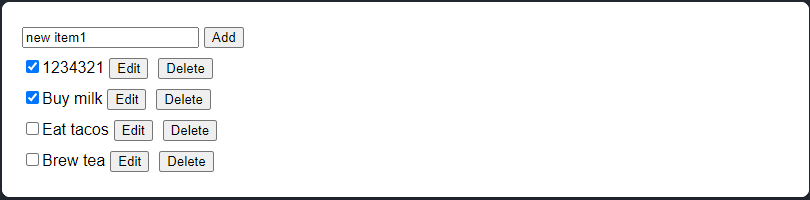 new item1 Add
1234321 Edit Delete
Buy milk Edit Delete
Eat tacos Edit Delete
Brew tea Edit Delete